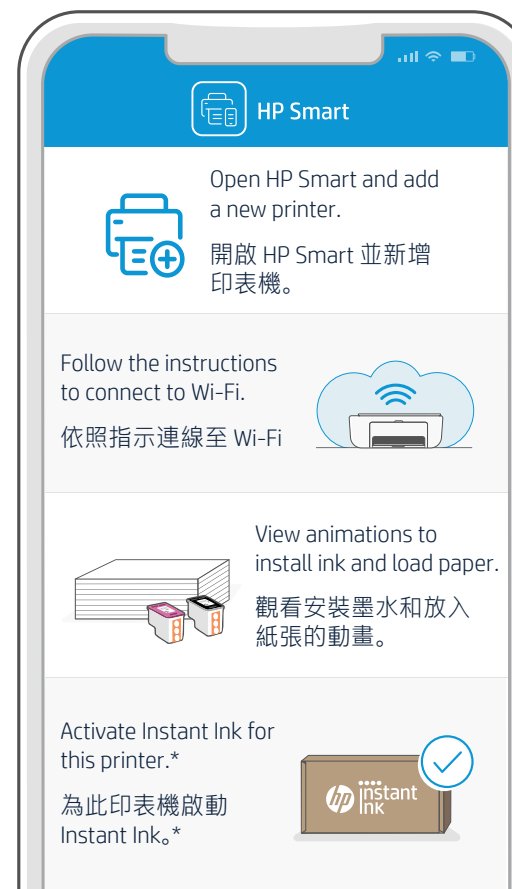 HP Smart
Open HP Smart and add
a new printer.
開啟 HP Smart 並新增
印表機。
Follow the instructions
to connect to Wi-Fi.
依照指示連線至 Wi-Fi
View animations to
install ink and load paper.
觀看安裝墨水和放入
紙張的動畫。
Activate Instant Ink for
this printer.*
為此印表機啟動
Instant Ink。*
hp instant
ink